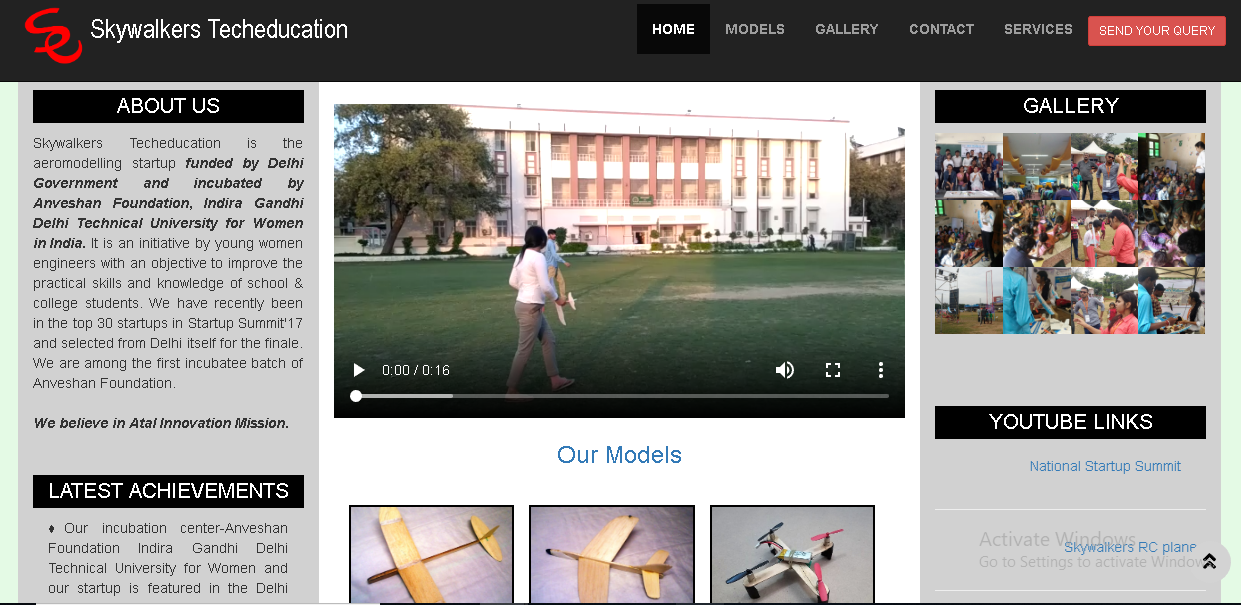 Skywalkers Techeducation
HOME MODELS GALLERY CONTACT SERVICES SEND YOUR QUERY
ABOUT US
Skywalkers Techeducation is the
aeromodelling startup funded by Delhi
Government and incubated by
Anveshan Foundation, Indira Gandhi
Delhi Technical University for Women
in India. It is an initiative by young women
engineers with an objective to improve the
practical skills and knowledge of school &
college students. We have recently been
in the top 30 startups in Startup Summit'17
and selected from Delhi itself for the finale.
We are among the first incubatee batch of
Anveshan Foundation.
We believe in Atal Innovation Mission.
LATEST ACHIEVEMENTS
♦ Our incubation center-Anveshan
Foundation Indira Gandhi Delhi
Technical University for Women and
our startup is featured in the Delhi
0:00 / 0:16
Our Models
GALLERY
YOUTUBE LINKS
National Startup Summit
Skywalkers RC plane
Activate Windows
Go to Settings to activate Window